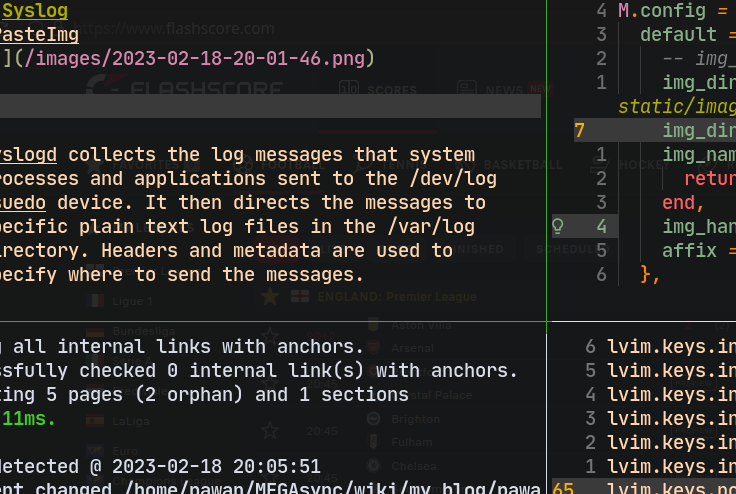 Syslog
PasteImg
](/images/2023-02-18-20-01-46.png)
yslogd collects the log messages that system
rocesses and applications sent to the /dev/log
suedo device. It then directs the messages to
pecific plain text log files in the /var/log
irectory. Headers and metadata are used to
pecify where to send the messages.
g all internal links with anchors.
ssfully checked 0 internal link(s) with anchors.
ting 5 pages (2 orphan) and 1 sections
11ms.
detected @ 2023-02-18 20:05:51
ent changed /home/pawan/MEGAsync/wiki/my_blog/pawa
4 M.config =
3 default =
2 -- img_
1 img_dir
static/imag
7 img_dir
1 img_nam
2 return
3 end,
4 img_han
5 affix =
6 },
6 lvim.keys.in
5 lvim.keys.in
4 lvim.keys.in
3 lvim.keys.in
2 lvim.keys.in
1 lvim.keys.in
65 lvim.keys.no
https://www.flashscore.com
FLASHSCORE
SCORES
NEWS
NEW
BASKETBALL
HOCKEY
Ligue 1
Bundesliga
LaLiga
Euro
Champions League
ENGLAND: Premier League
Aston Villa
Arsenal
Crystal Palace
20:45
Brighton
20:45
Fulham
Chelsea